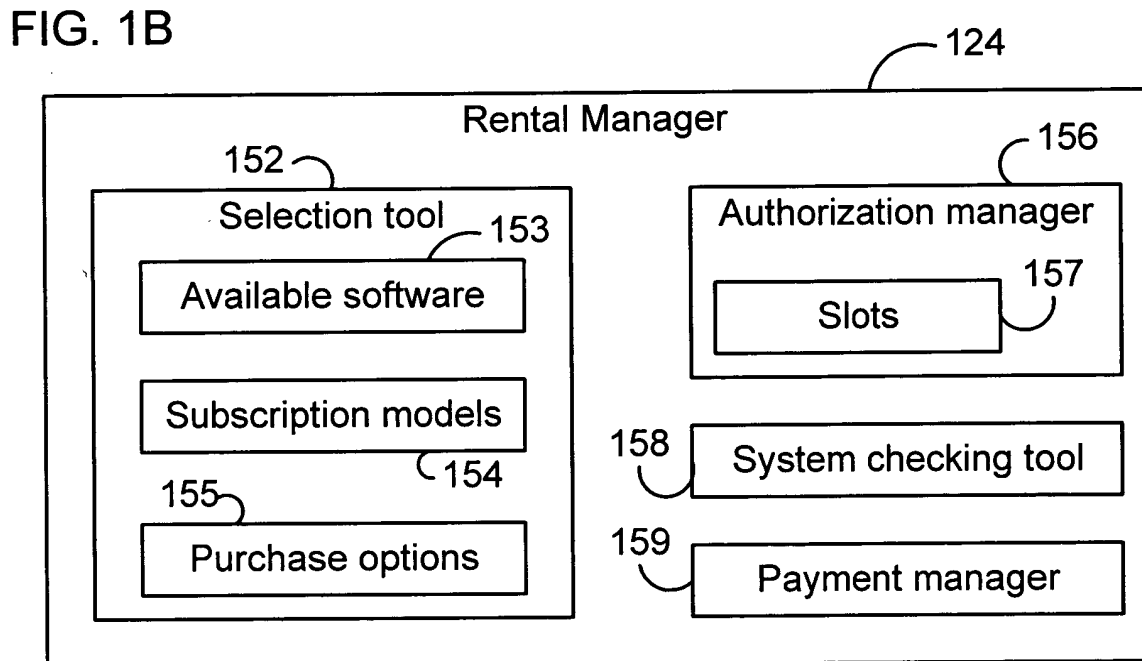 FIG. 1B
124
Rental Manager
152
Selection tool
153
Available software
Subscription models
154
155
Purchase options
156
Authorization manager
157
Slots
158
System checking tool
159
Payment manager